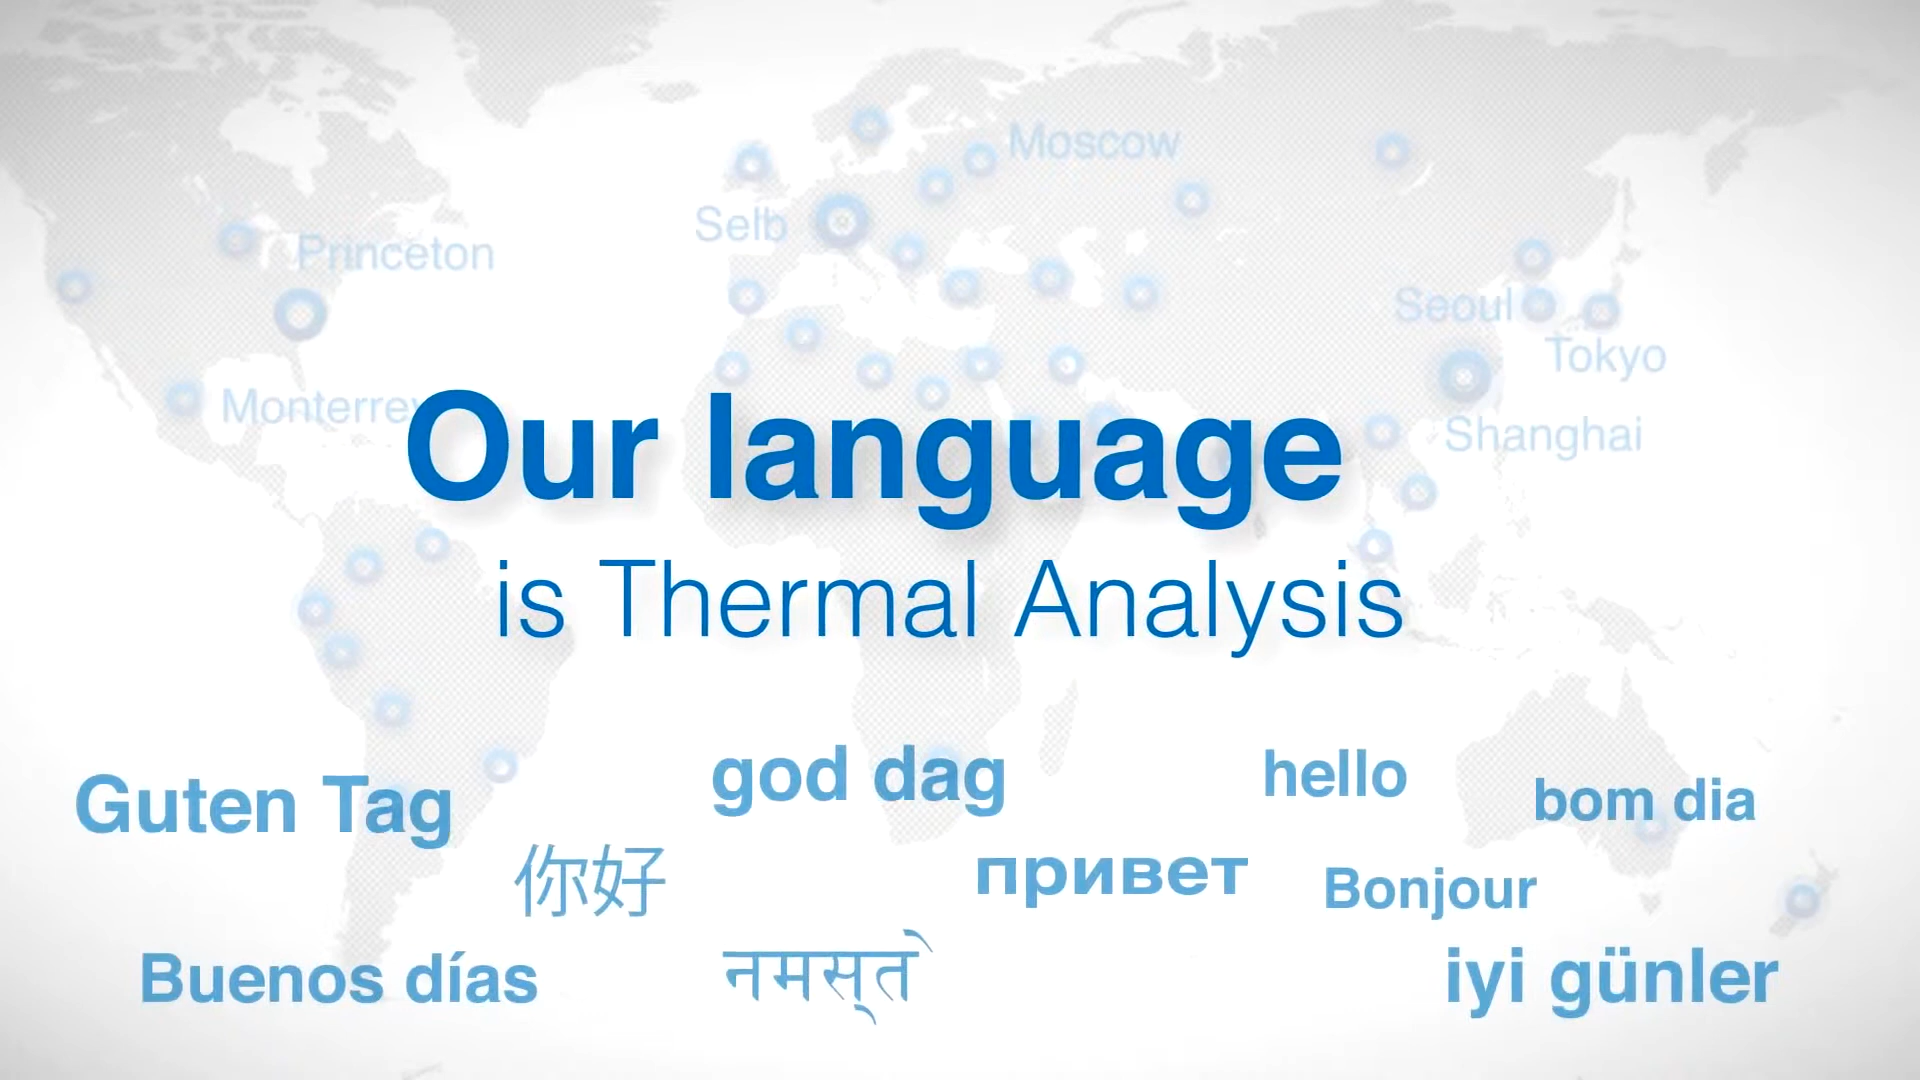 Moscow
Selb
Princeton
Seoul
Tokyo
Monterrey
Shanghai
Our language
is Thermal Analysis
god dag
hello
Guten Tag
bom dia
你好
привет
Bonjour
Buenos días
नमस्ते
iyi günler